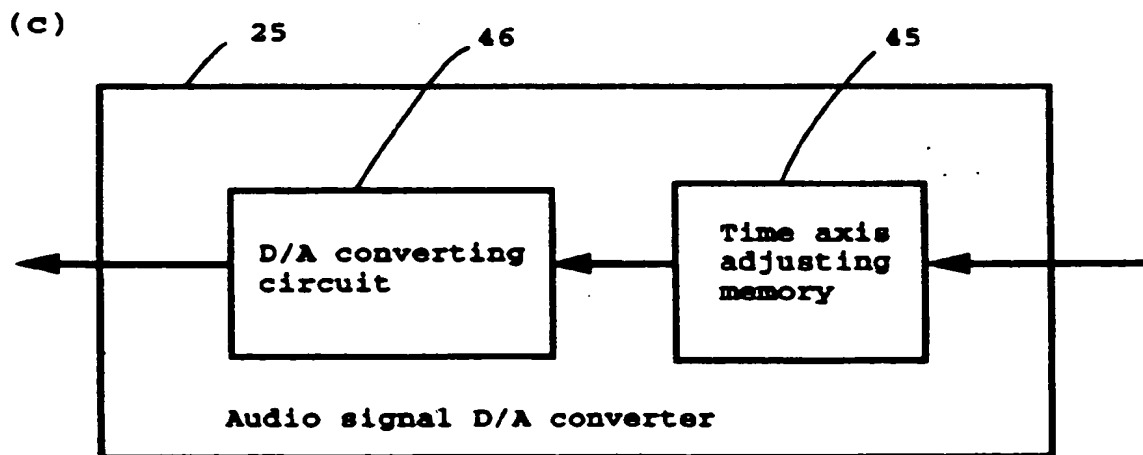 (c)
25
46
45
D/A converting
circuit
Time axis
adjusting
memory
Audio signal D/A converter